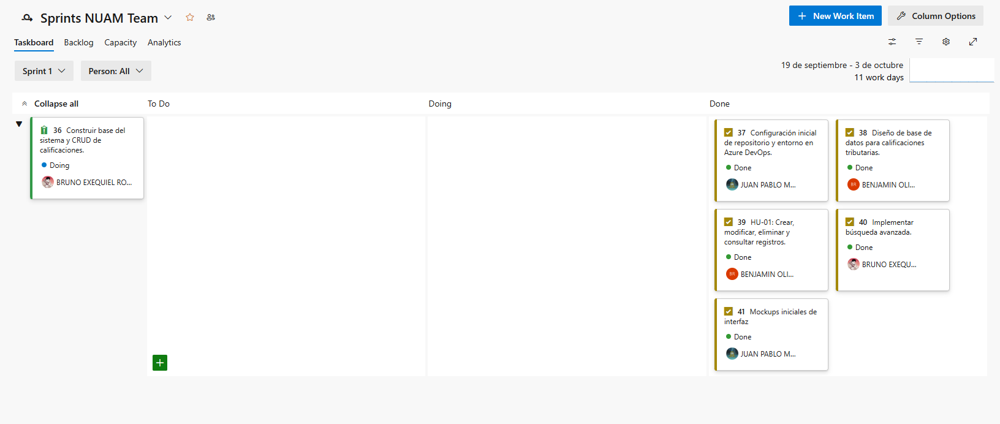 Sprints NUAM Team
New Work Item
Column Options
Taskboard
Backlog
Capacity
Analytics
Sprint 1
Person: All
19 de septiembre - 3 de octubre
11 work days
Collapse all
To Do
Doing
Done
36 Construir base del
sistema y CRUD de
calificaciones.
Doing
BRUNO EXEQUIEL RO...
37 Configuración inicial
de repositorio y entorno en
Azure DevOps.
Done
JUAN PABLO M...
38 Diseño de base de
datos para calificaciones
tributarias.
Done
BR
BENJAMIN OLI...
39 HU-01: Crear,
modificar, eliminar y
consultar registros.
Done
BR
BENJAMIN OLI...
40 Implementar
búsqueda avanzada.
Done
BRUNO EXEQU...
41 Mockups iniciales de
interfaz
Done
JUAN PABLO M...